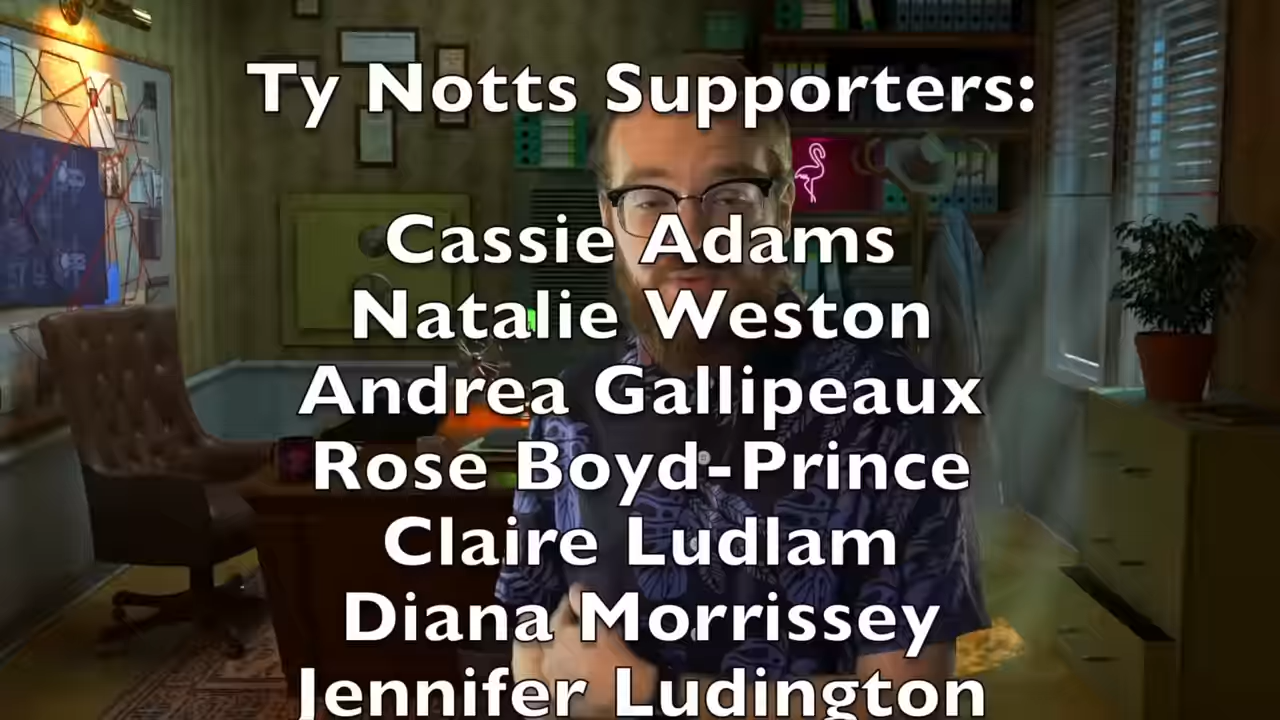 Ty Notts Supporters:
Cassie Adams
Natalie Weston
Andrea Gallipeaux
Rose Boyd-Prince
Claire Ludlam
Diana Morrissey
Jennifer Ludington